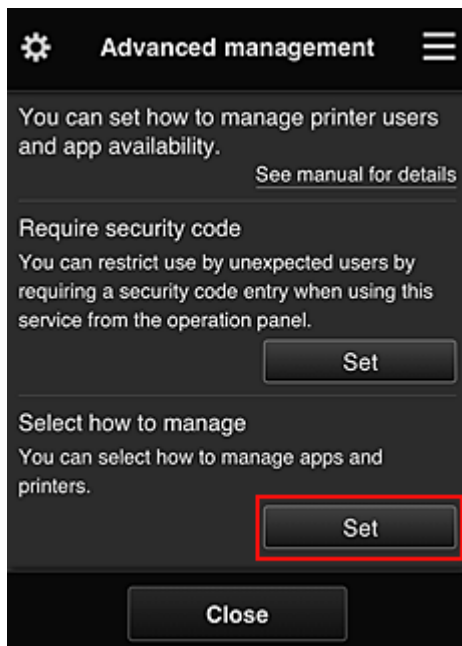 Advanced management
You can set how to manage printer users
and app availability.
See manual for details
Require security code
You can restrict use by unexpected users by
requiring a security code entry when using this
service from the operation panel.
Set
Select how to manage
You can select how to manage apps and
printers.
Set
Close